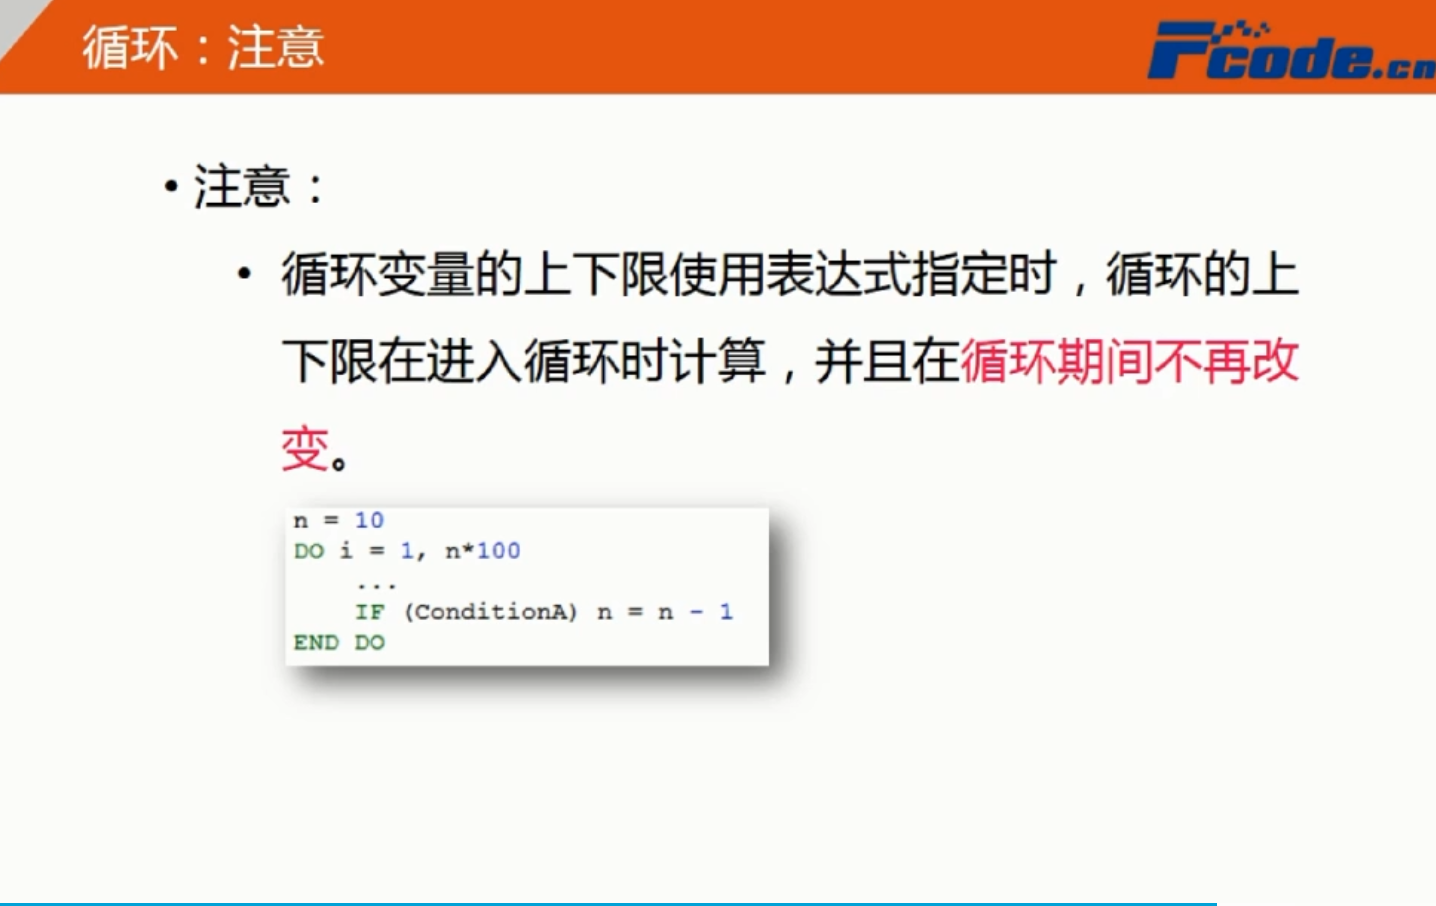 循环：注意
Fcode.cn
• 注意：
• 循环变量的上下限使用表达式指定时，循环的上
下限在进入循环时计算，并且在循环期间不再改
变。
n = 10
DO i = 1, n*100
...
IF (ConditionA) n = n - 1
END DO